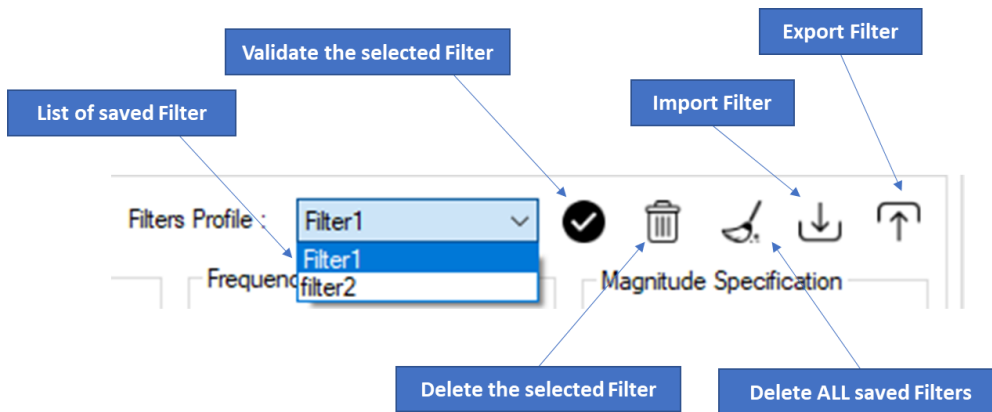 Export Filter
Validate the selected Filter
Import Filter
List of saved Filter
Filters Profile :
Filter1
Filter1
filter2
Frequenc
Magnitude Specification
Delete the selected Filter
Delete ALL saved Filters